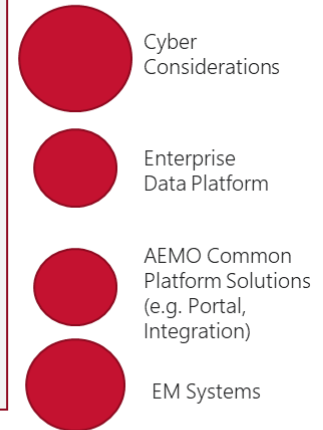 Cyber
Considerations
Enterprise
Data Platform
AEMO Common
Platform Solutions
(e.g. Portal,
Integration)
EM Systems